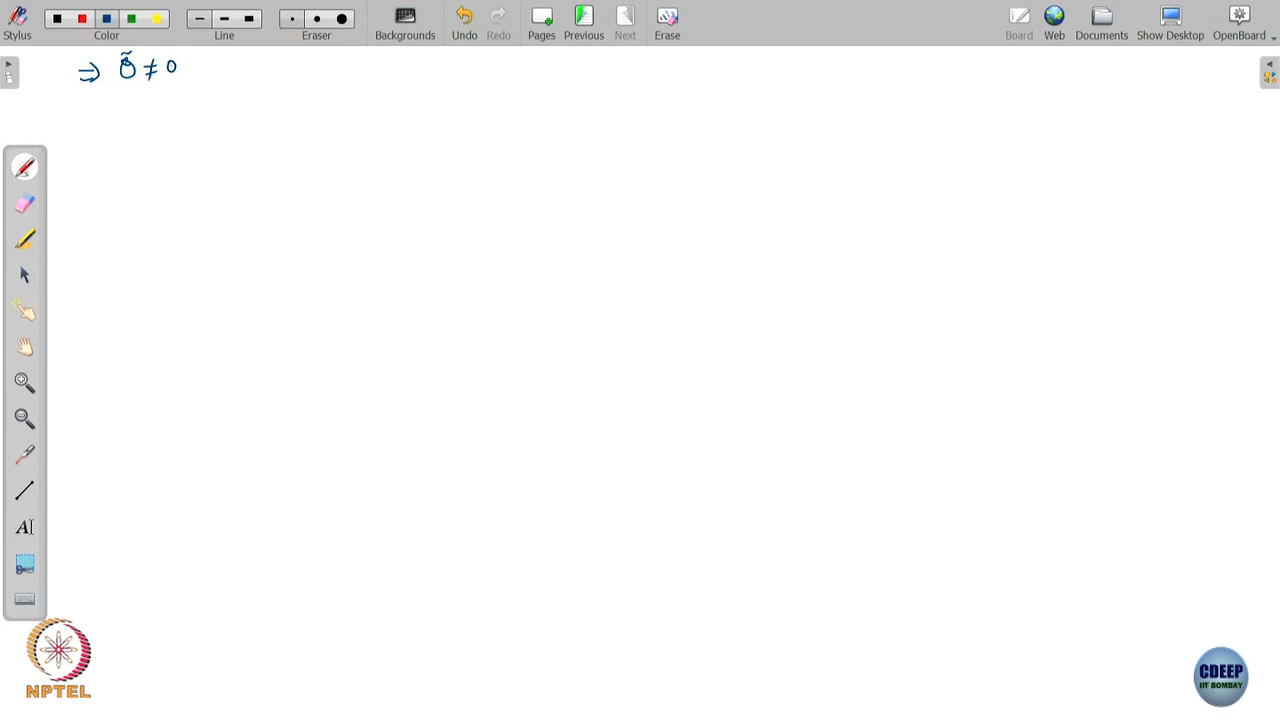 Stylus Color Line Eraser Backgrounds Undo Redo Pages Previous Next Erase Board Web Documents Show Desktop OpenBoard
⇒ δ̃ ≠ 0
A
NPTEL
CDEEP
IIT BOMBAY